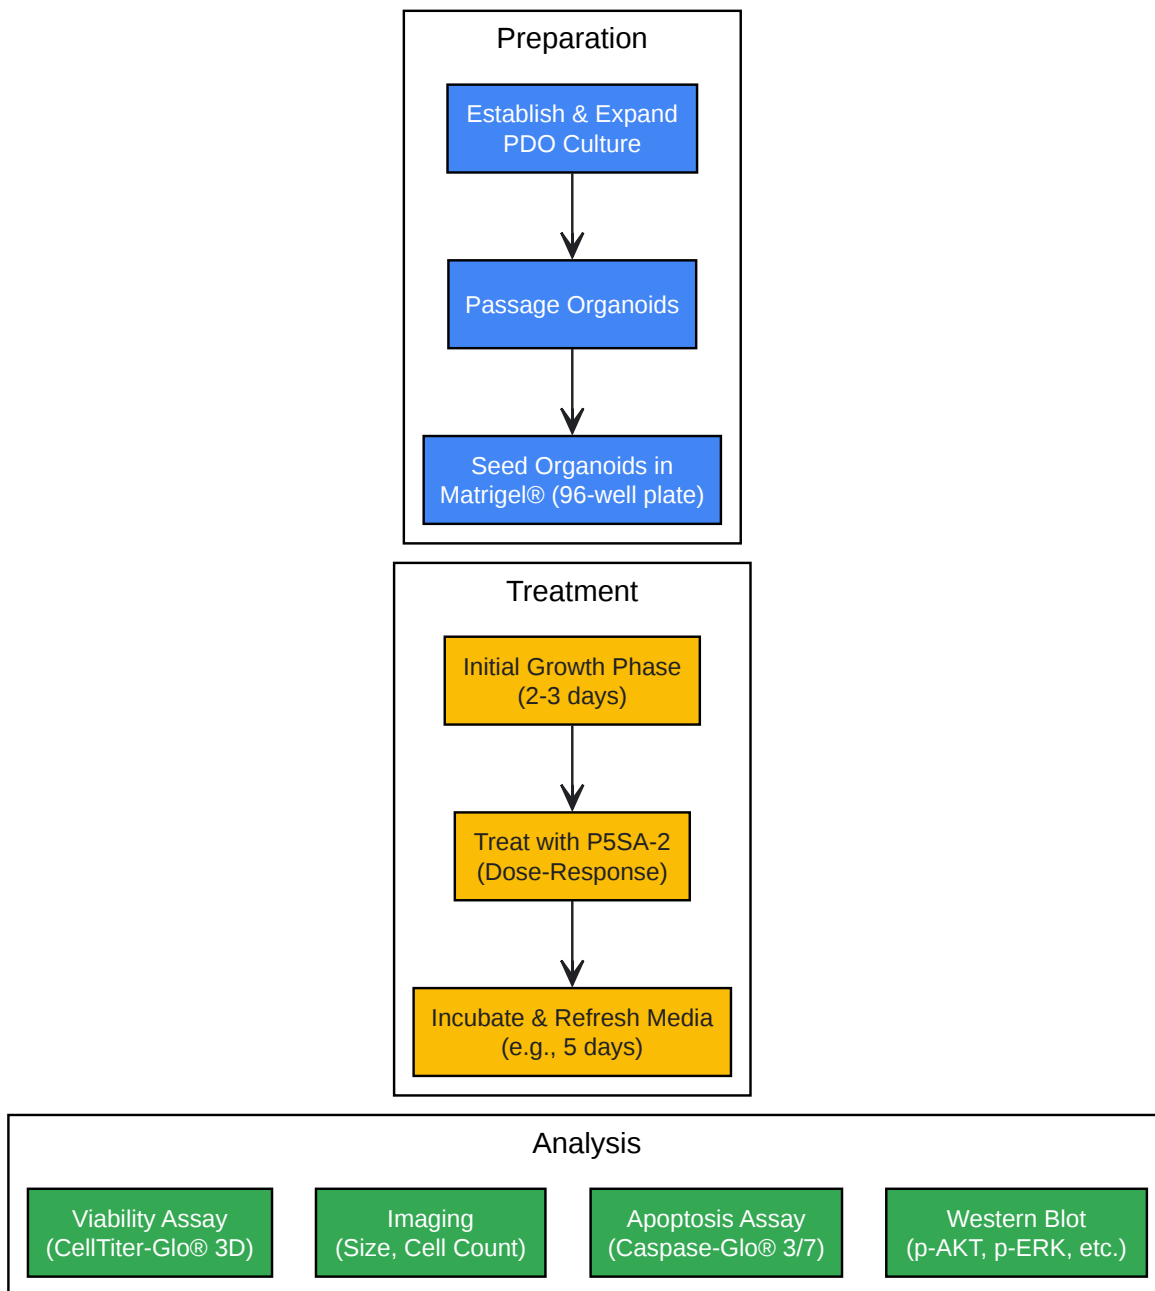 Preparation
Establish & Expand
PDO Culture
Passage Organoids
Seed Organoids in
Matrigel® (96-well plate)
Treatment
Initial Growth Phase
(2-3 days)
Treat with P5SA-2
(Dose-Response)
Incubate & Refresh Media
(e.g., 5 days)
Analysis
Viability Assay
(CellTiter-Glo® 3D)
Imaging
(Size, Cell Count)
Apoptosis Assay
(Caspase-Glo® 3/7)
Western Blot
(p-AKT, p-ERK, etc.)